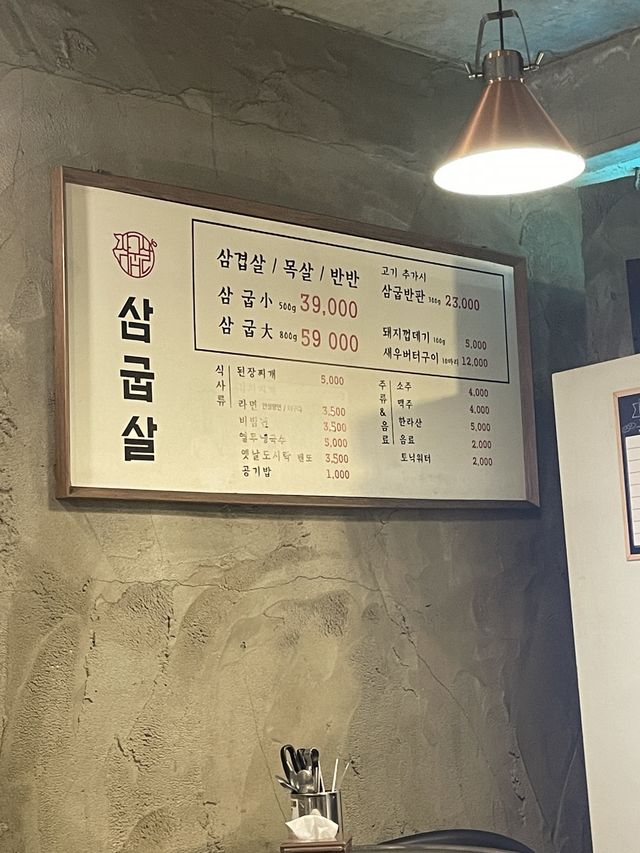 삼굽살
삼겹살 / 목살 / 반반
삼 굽 小 500g 39,000
삼 굽 大 800g 59 000
고기 추가시
삼굽반판 300g 23,000
돼지껍데기 100g 5,000
새우버터구이 10마리 12,000
식사류
된장찌개 5,000
라면 3,500
비빔면 3,500
열무냉국수 5,000
옛날도시락 3,500
공기밥 1,000
주류&음료
소주 4,000
맥주 4,000
한라산 5,000
음료 2,000
토닉워터 2,000